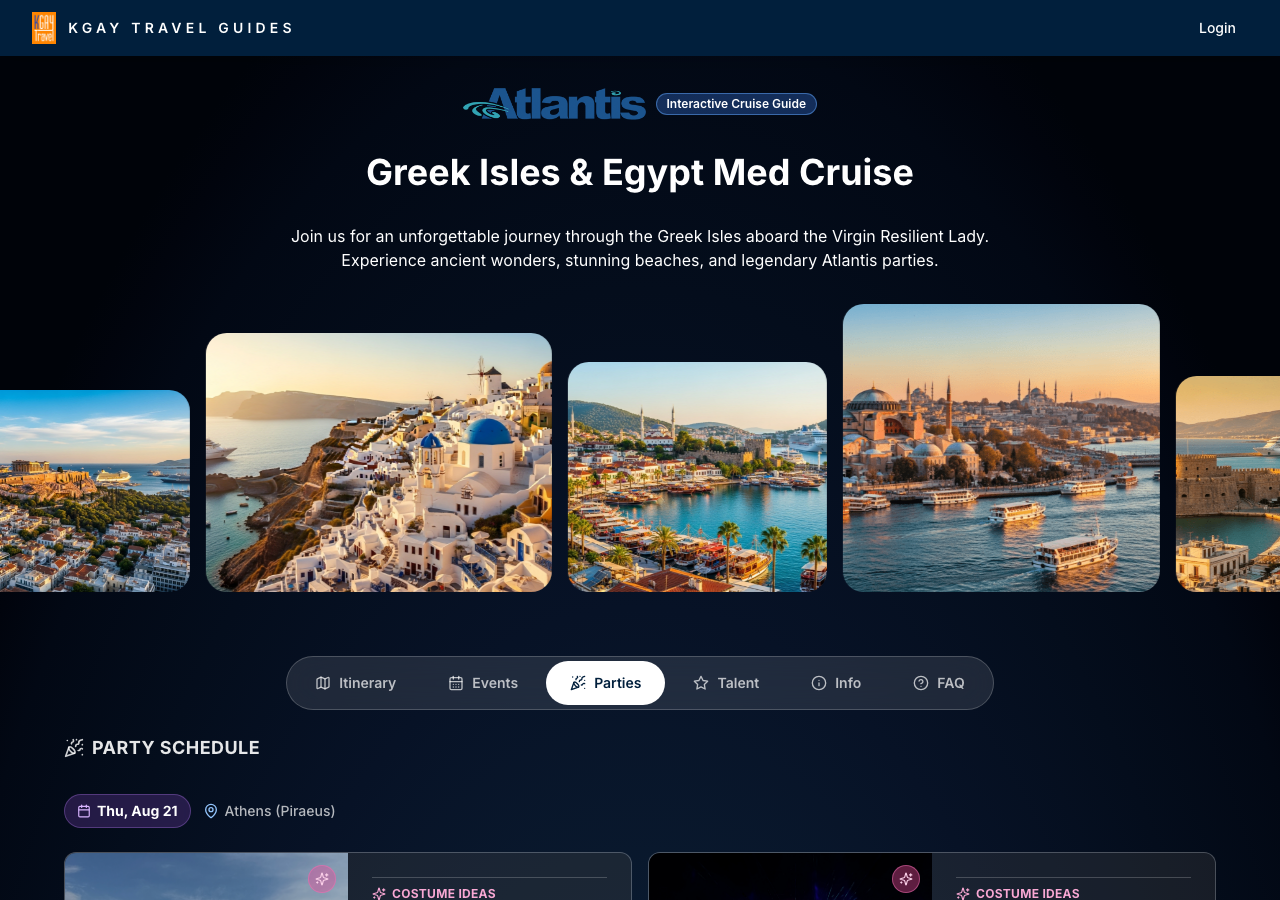 GAY
travel
KGAY TRAVEL GUIDES
Login
Atlantis
Interactive Cruise Guide
Greek Isles & Egypt Med Cruise
Join us for an unforgettable journey through the Greek Isles aboard the Virgin Resilient Lady.
Experience ancient wonders, stunning beaches, and legendary Atlantis parties.
Itinerary
Events
Parties
Talent
Info
FAQ
PARTY SCHEDULE
Thu, Aug 21
Athens (Piraeus)
COSTUME IDEAS
COSTUME IDEAS